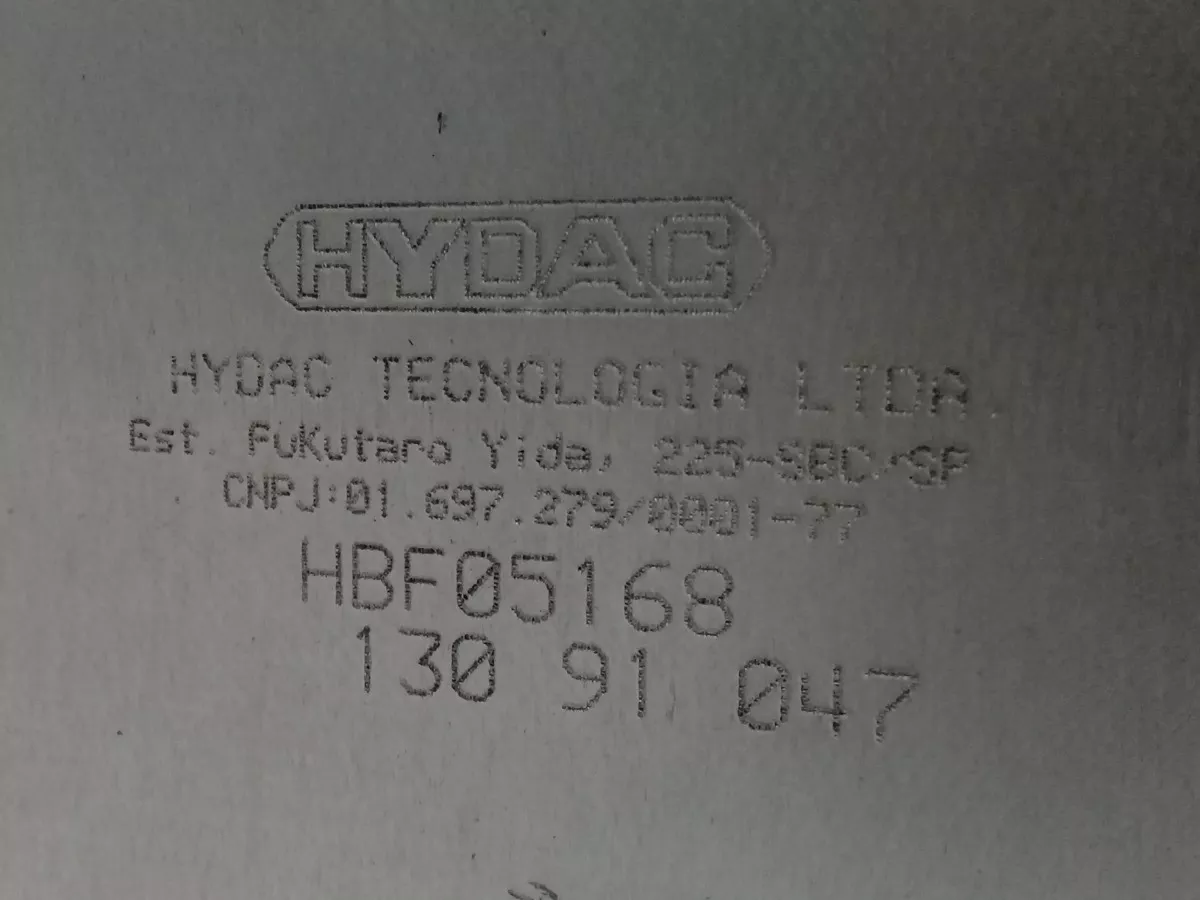 HYDAC
HYDAC TECNOLOGIA LTDA.
Est. FuKutaro Yida, 225-SBC/SP
CNPJ:01.697.279/0001-77
HBF05168
130 91 047